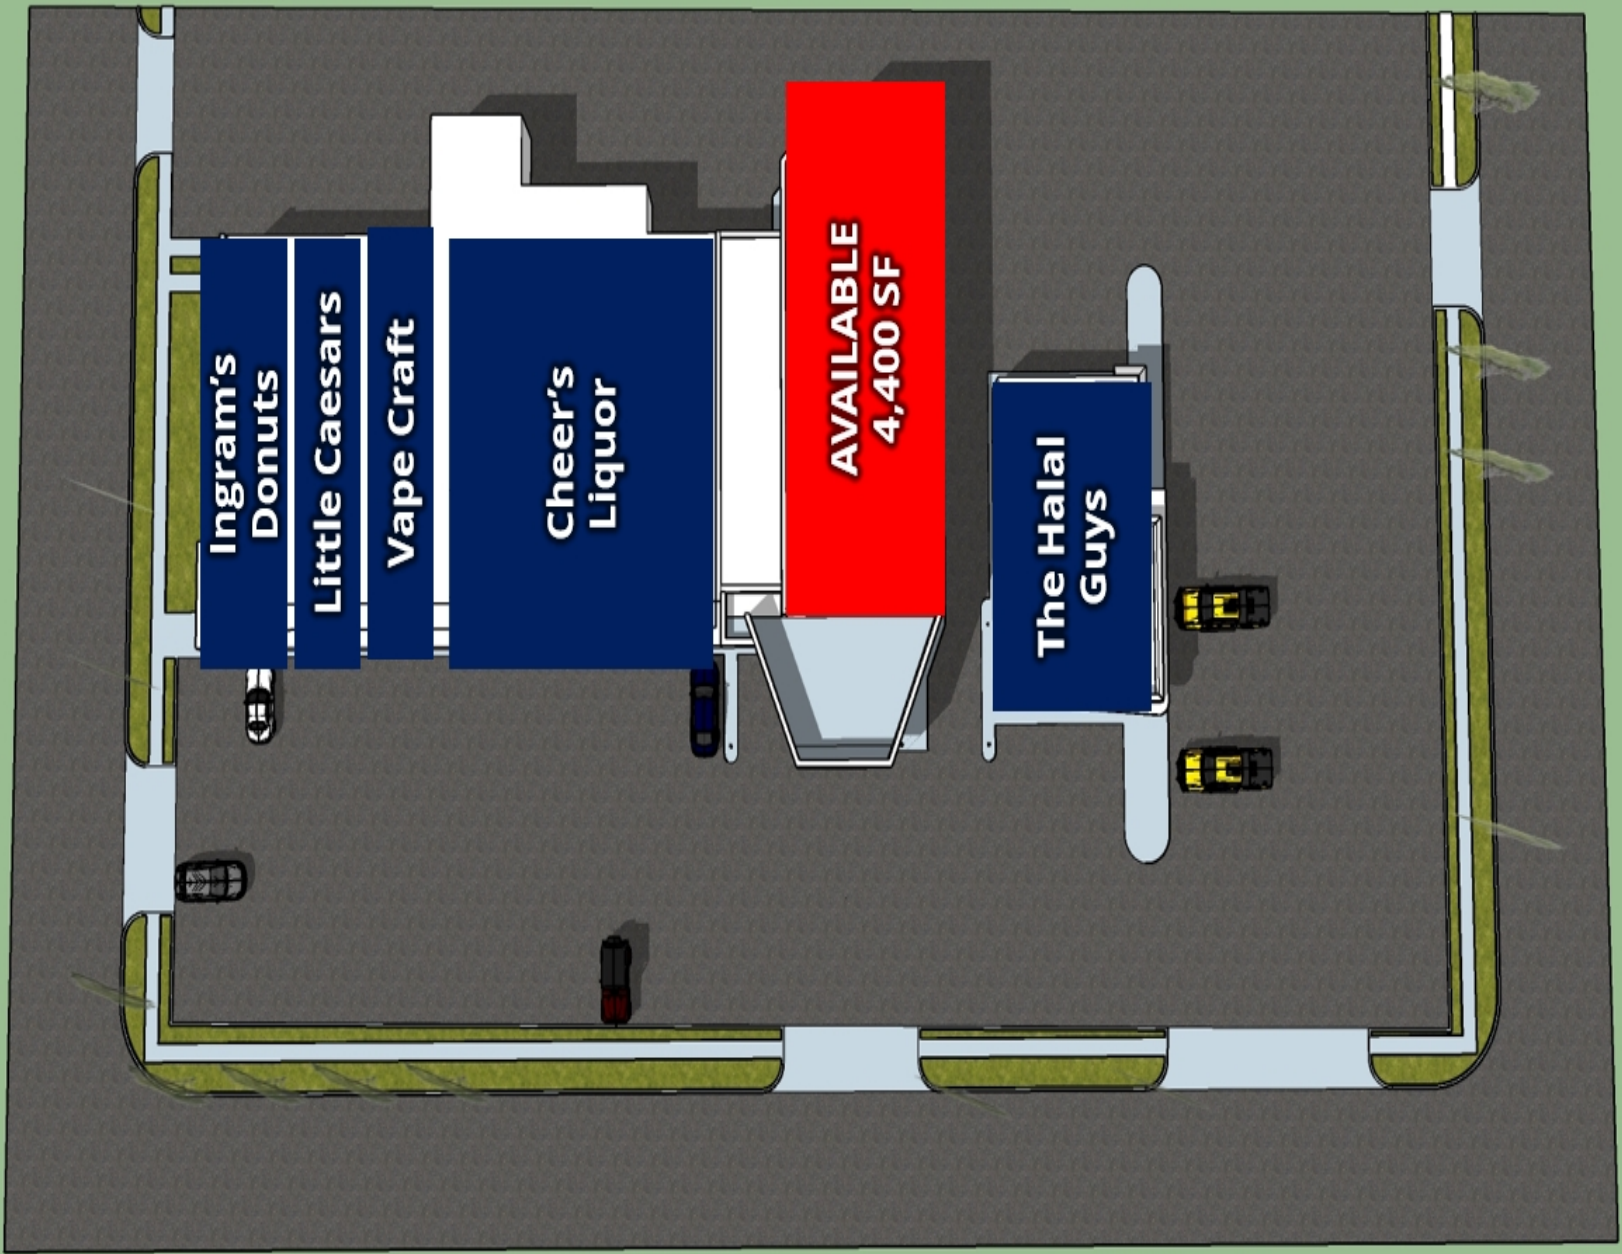 Ingram’s
Donuts
Little Caesars
Vape Craft
Cheer’s
Liquor
AVAILABLE
4,400 SF
The Halal
Guys